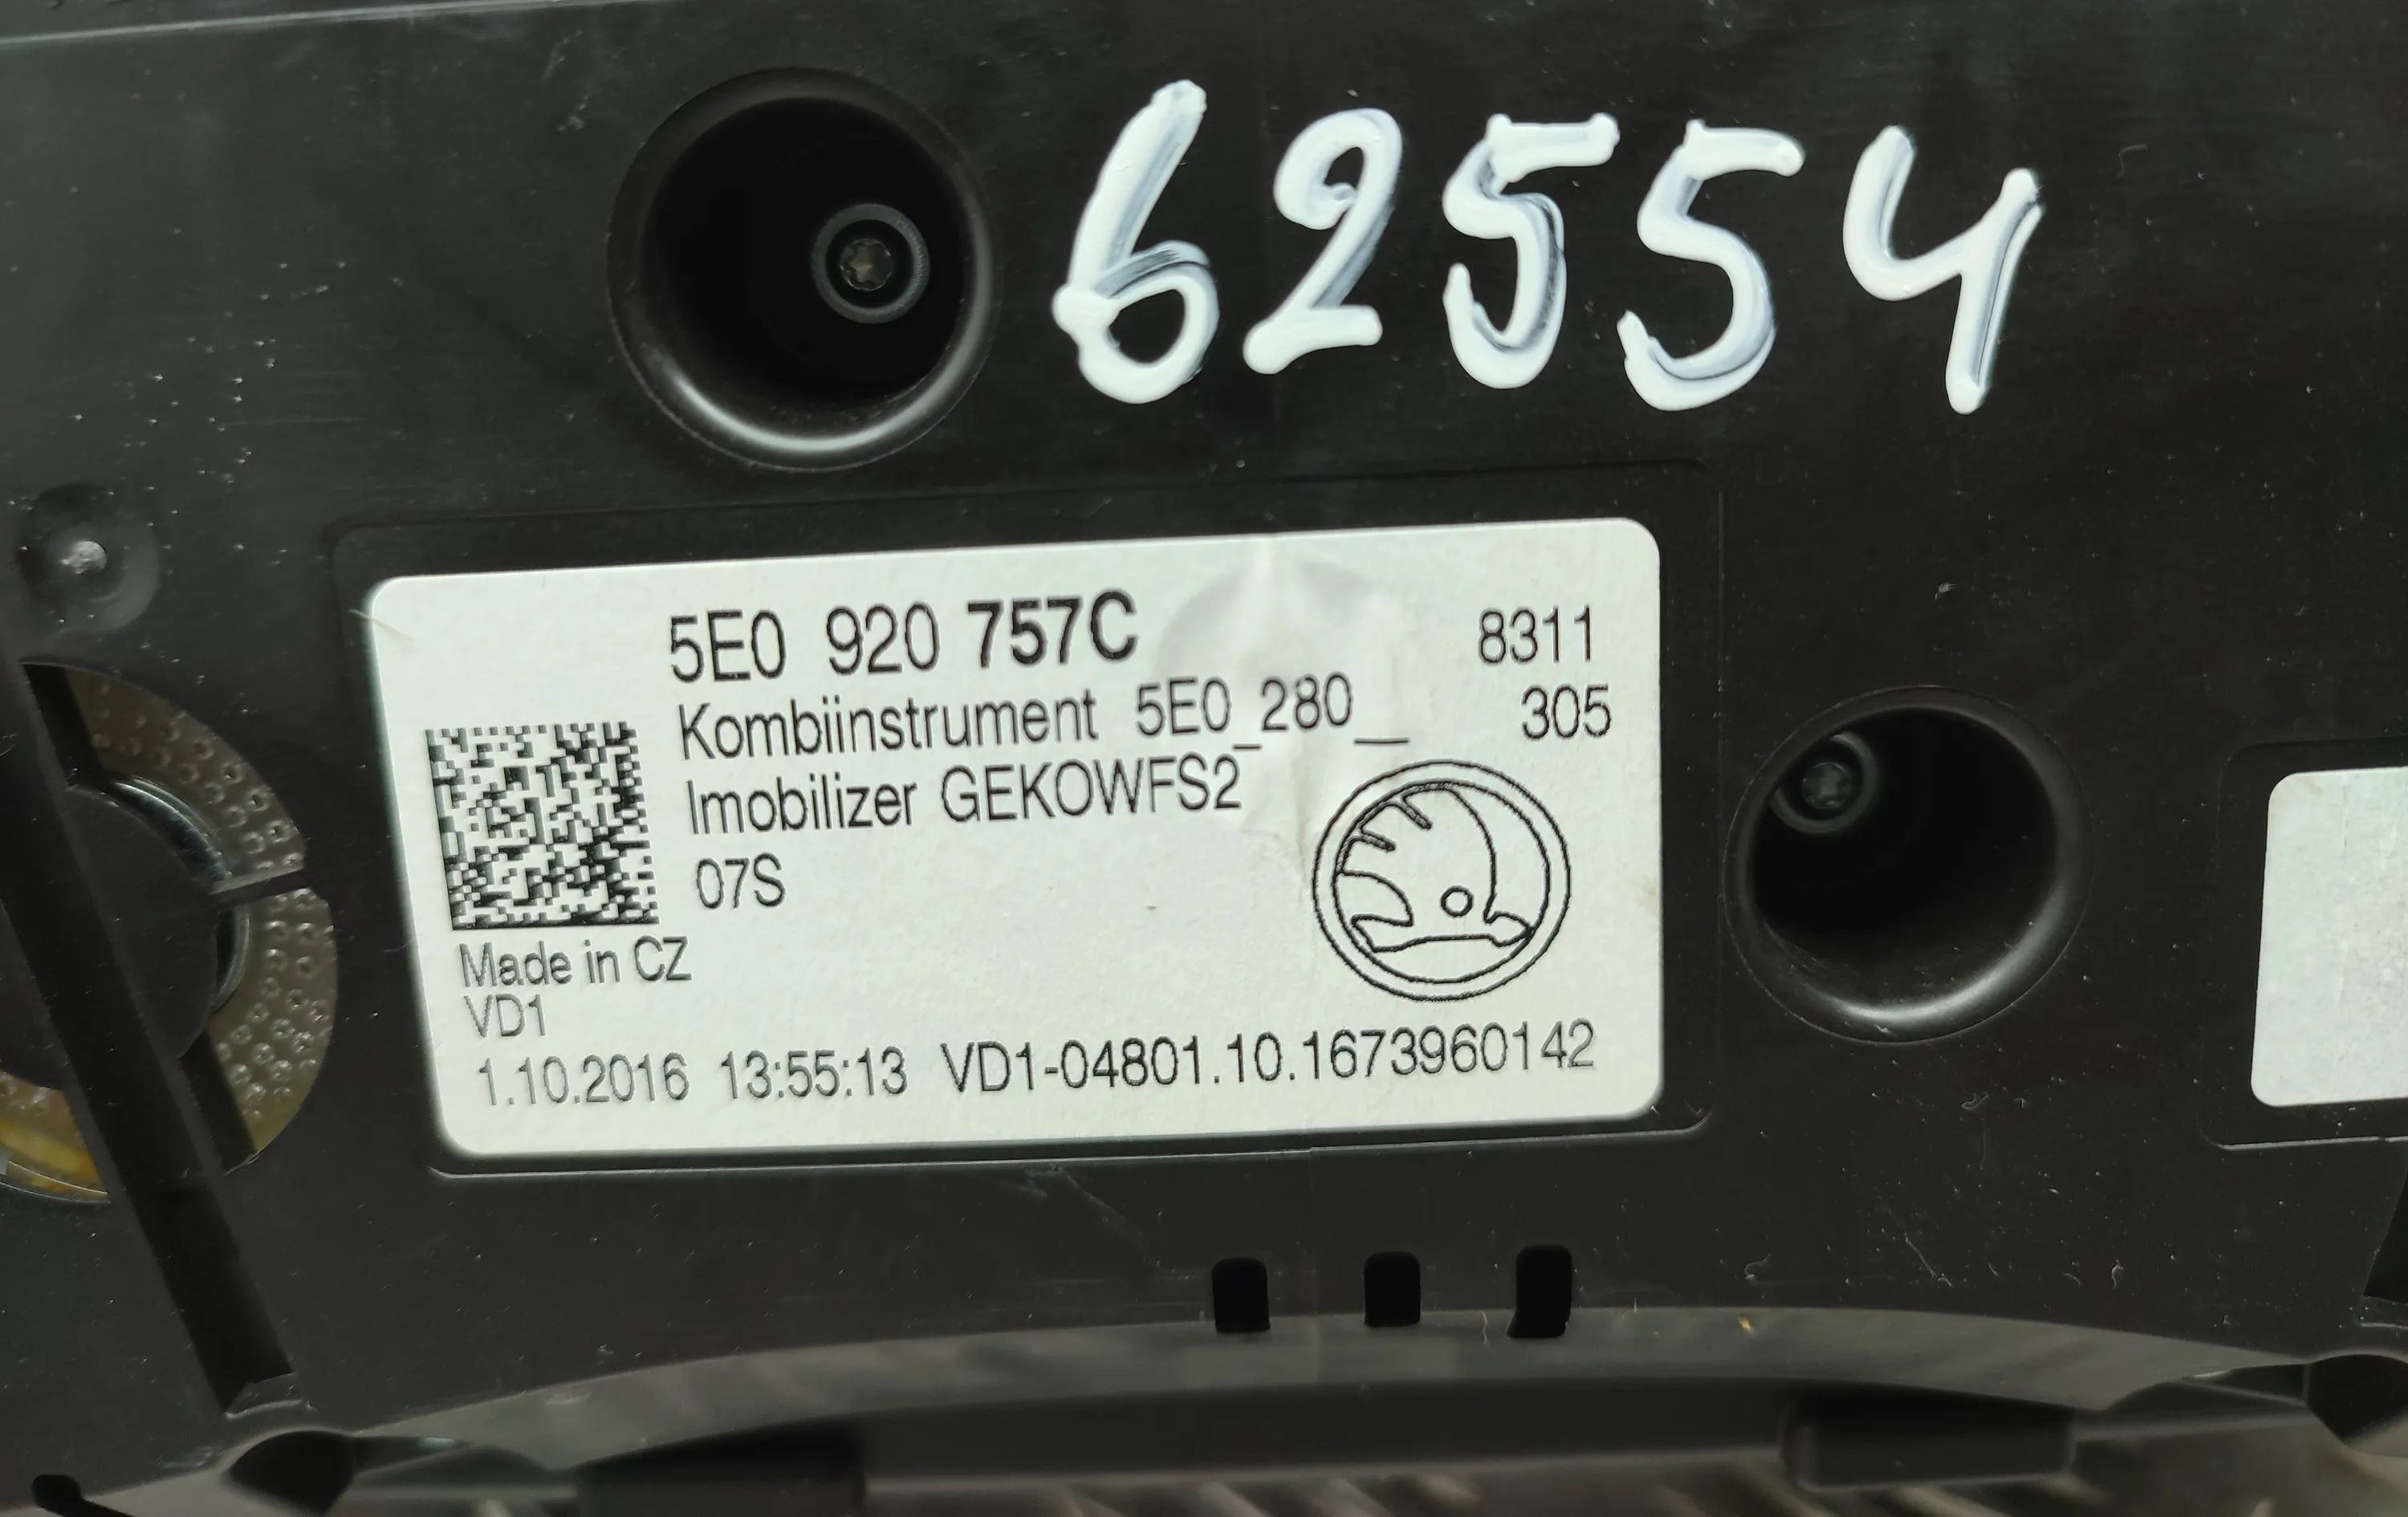 62554
5E0 920 757C 8311
Kombiinstrument 5E0_280__ 305
Imobilizer GEKOWFS2
07S
Made in CZ
VD1
1.10.2016 13:55:13 VD1-04801.10.1673960142